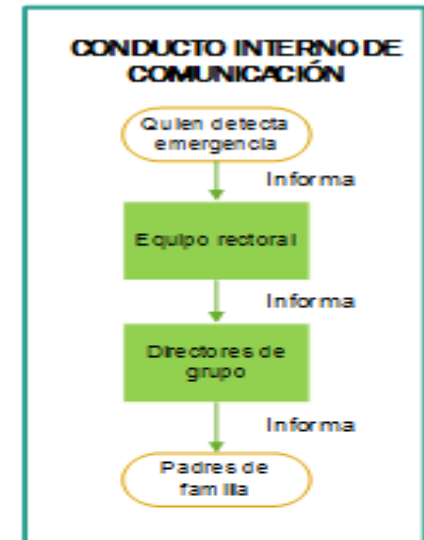 CONDUCTO INTERNO DE
COMUNICACIÓN
Quien detecta
emergencia
Informa
Equipo rectoral
Informa
Directores de
grupo
Informa
Padres de
familia